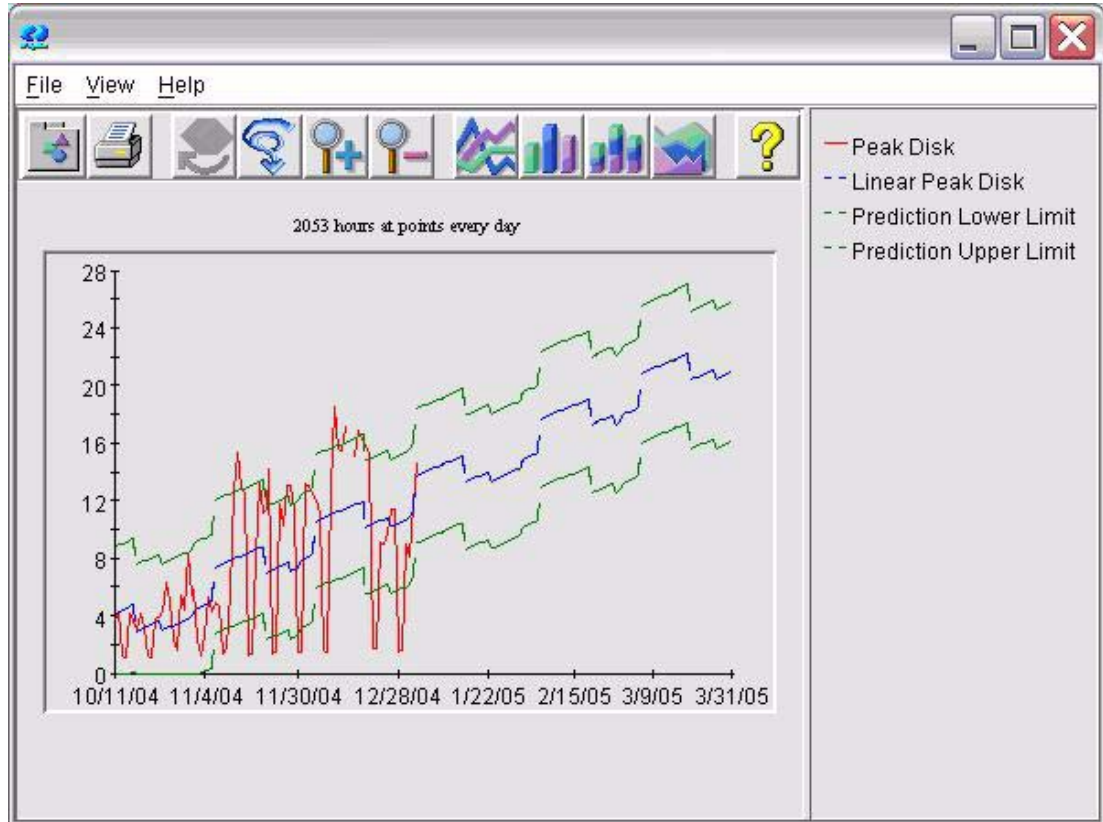 File View Help
2053 hours at points every day
Peak Disk
Linear Peak Disk
Prediction Lower Limit
Prediction Upper Limit
28
24
20
16
12
8
4
0
10/11/04 11/4/04 11/30/04 12/28/04 1/22/05 2/15/05 3/9/05 3/31/05